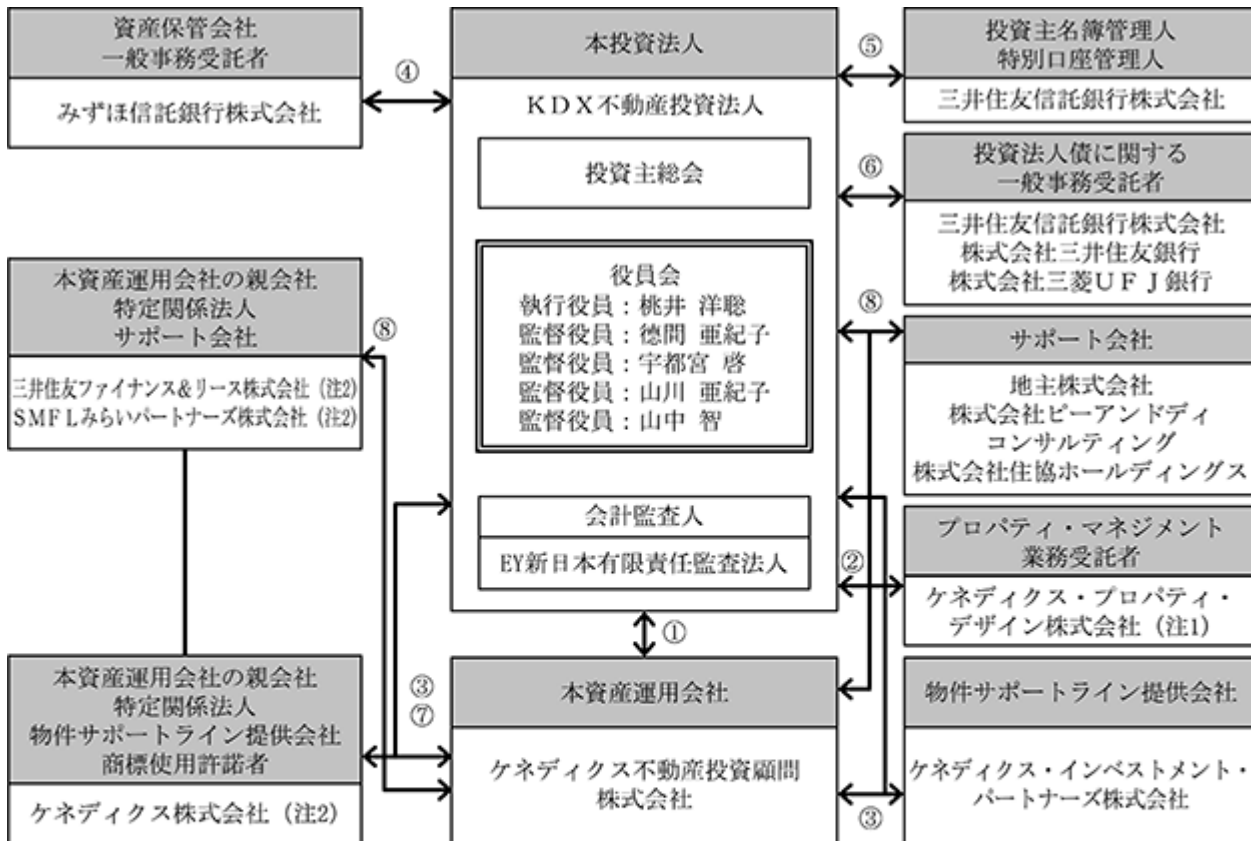 資産保管会社
一般事務受託者
みずほ信託銀行株式会社
④
本資産運用会社の親会社
特定関係法人
サポート会社
三井住友ファイナンス&リース株式会社(注2)
SMFLみらいパートナーズ株式会社(注2)
⑧
本資産運用会社の親会社
特定関係法人
物件サポートライン提供会社
商標使用許諾者
ケネディクス株式会社(注2)
③
⑦
本投資法人
KDX不動産投資法人
投資主総会
役員会
執行役員:桃井 洋聡
監督役員:徳間 亜紀子
監督役員:宇都宮 啓
監督役員:山川 亜紀子
監督役員:山中 智
会計監査人
EY新日本有限責任監査法人
①
本資産運用会社
ケネディクス不動産投資顧問
株式会社
⑤
投資主名簿管理人
特別口座管理人
三井住友信託銀行株式会社
⑥
投資法人債に関する
一般事務受託者
三井住友信託銀行株式会社
株式会社三井住友銀行
株式会社三菱UFJ銀行
⑧
サポート会社
地主株式会社
株式会社ピーアンドディ
コンサルティング
株式会社住協ホールディングス
②
プロパティ・マネジメント
業務受託者
ケネディクス・プロパティ・
デザイン株式会社(注1)
物件サポートライン提供会社
ケネディクス・インベストメント・
パートナーズ株式会社
③